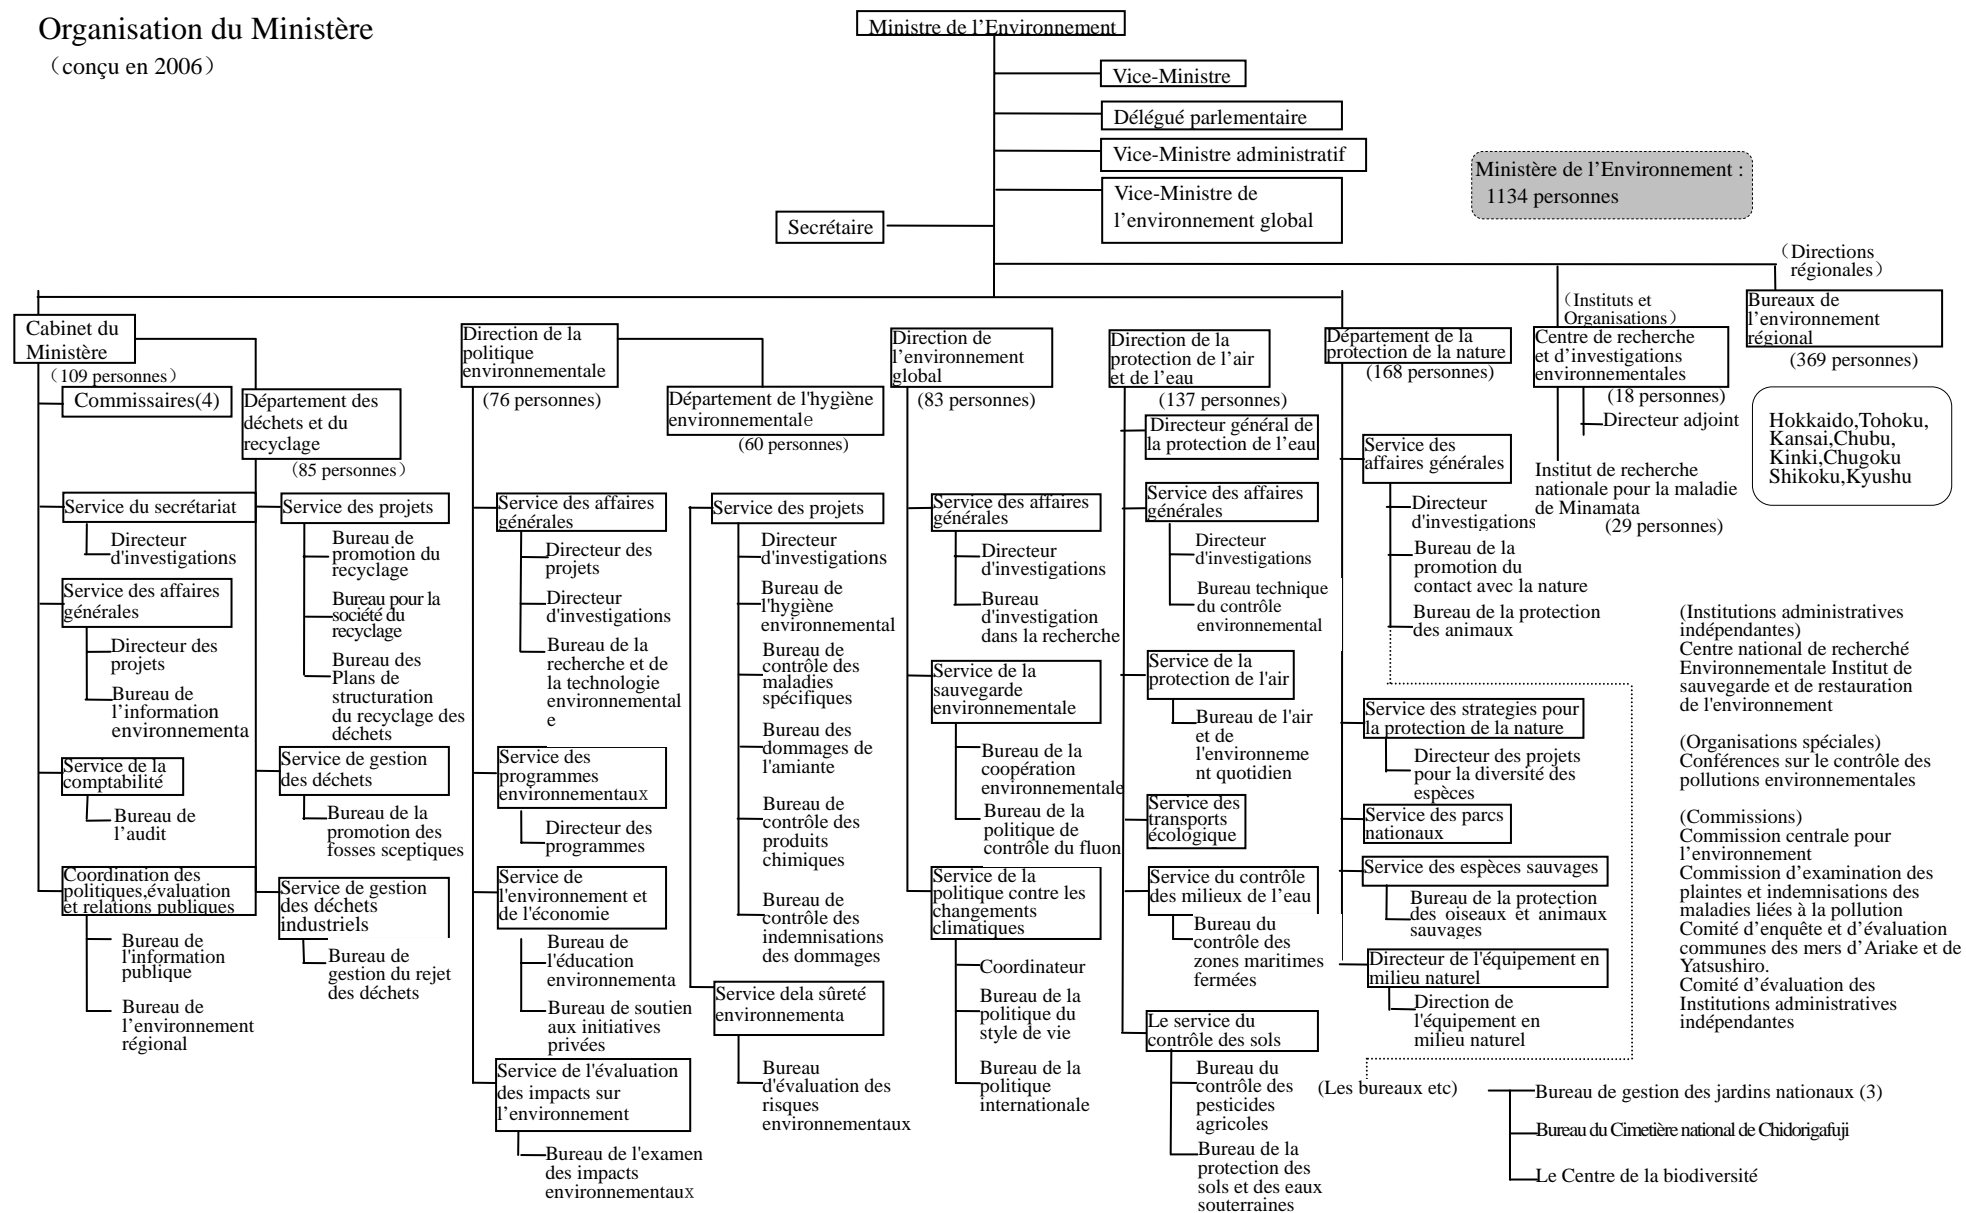 Organisation du Ministère
（conçu en 2006）
Ministre de l’Environnement
Vice-Ministre
Délégué parlementaire
Vice-Ministre administratif
Vice-Ministre de
l’environnement global
Secrétaire
Ministère de l’Environnement :
1134 personnes
（Directions
régionales）
Bureaux de
l’environnement
régional
(369 personnes)
Hokkaido,Tohoku,
Kansai,Chubu,
Kinki,Chugoku
Shikoku,Kyushu
（Instituts et
Organisations）
Centre de recherche
et d’investigations
environnementales
(18 personnes)
Directeur adjoint
Institut de recherche
nationale pour la maladie
de Minamata
(29 personnes)
Cabinet du
Ministère
（109 personnes）
Commissaires(4)
Service du secrétariat
Directeur
d'investigations
Service des affaires
générales
Directeur des
projets
Bureau de
l’information
environnementa
Service de la
comptabilité
Bureau de
l’audit
Coordination des
politiques,évaluation
et relations publiques
Bureau de
l'information
publique
Bureau de
l’environnement
régional
Département des
déchets et du
recyclage
(85 personnes）
Service des projets
Bureau de
promotion du
recyclage
Bureau pour la
société du
recyclage
Bureau des
Plans de
structuration
du recyclage des
déchets
Service de gestion
des déchets
Bureau de la
promotion des
fosses sceptiques
Service de gestion
des déchets
industriels
Bureau de
gestion du rejet
des déchets
Direction de la
politique
environnementale
(76 personnes)
Service des affaires
générales
Directeur des
projets
Directeur
d'investigations
Bureau de la
recherche et de
la technologie
environnemental
e
Service des
programmes
environnementaux
Directeur des
programmes
Service de
l'environnement et
de l'économie
Bureau de
l'éducation
environnementa
Bureau de soutien
aux initiatives
privées
Service de l'évaluation
des impacts sur
l’environnement
Bureau de l'examen
des impacts
environnementaux
Département de l'hygiène
environnementale
(60 personnes)
Service des projets
Directeur
d'investigations
Bureau de
l'hygiène
environnemental
Bureau de
contrôle des
maladies
spécifiques
Bureau des
dommages de
l'amiante
Bureau de
contrôle des
produits
chimiques
Bureau de
contrôle des
indemnisations
des dommages
Service dela sûreté
environnementa
Bureau
d'évaluation des
risques
environnementaux
Direction de
l’environnement
global
(83 personnes)
Service des affaires
générales
Directeur
d'investigations
Bureau
d'investigation
dans la recherche
Service de la
sauvegarde
environnementale
Bureau de la
coopération
environnementale
Bureau de la
politique de
contrôle du fluon
Service de la
politique contre les
changements
climatiques
Coordinateur
Bureau de la
politique du
style de vie
Bureau de la
politique
internationale
Direction de la
protection de l’air
et de l’eau
(137 personnes)
Directeur général de
la protection de l’eau
Service des affaires
générales
Directeur
d'investigations
Bureau technique
du contrôle
environnemental
Service de la
protection de l'air
Bureau de l'air
et de
l'environneme
nt quotidien
Service des
transports
écologique
Service du contrôle
des milieux de l’eau
Bureau du
contrôle des
zones maritimes
fermées
Le service du
contrôle des sols
Bureau du
contrôle des
pesticides
agricoles
Bureau de la
protection des
sols et des eaux
souterraines
Département de la
protection de la nature
(168 personnes)
Service des
affaires générales
Directeur
d'investigations
Bureau de la
promotion du
contact avec la nature
Bureau de la protection
des animaux
Service des strategies pour
la protection de la nature
Directeur des projets
pour la diversité des
espèces
Service des parcs
nationaux
Service des espèces sauvages
Bureau de la protection
des oiseaux et animaux
sauvages
Directeur de l'équipement en
milieu naturel
Direction de
l'équipement en
milieu naturel
(Les bureaux etc)
Bureau de gestion des jardins nationaux (3)
Bureau du Cimetière national de Chidorigafuji
Le Centre de la biodiversité
(Institutions administratives
indépendantes)
Centre national de recherché
Environnementale Institut de
sauvegarde et de restauration
de l'environnement
(Organisations spéciales)
Conférences sur le contrôle des
pollutions environnementales
(Commissions)
Commission centrale pour
l’environnement
Commission d’examination des
plaintes et indemnisations des
maladies liées à la pollution
Comité d’enquête et d’évaluation
communes des mers d’Ariake et de
Yatsushiro.
Comité d’évaluation des
Institutions administratives
indépendantes